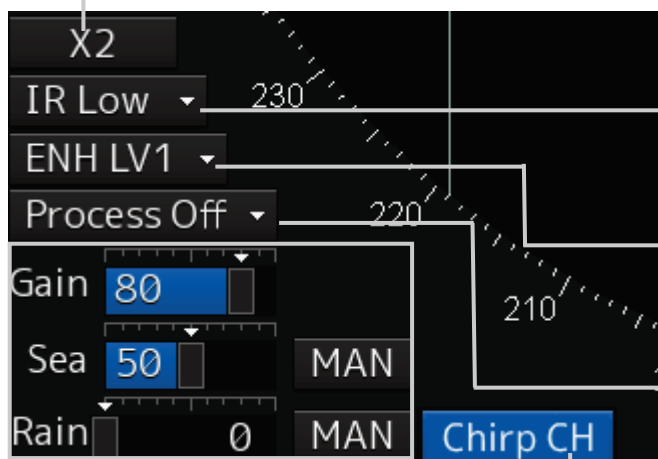 X2
IR Low
230
ENH LV1
Process Off
220
Gain 80
210
Sea 50 MAN
Rain 0 MAN
Chirp CH